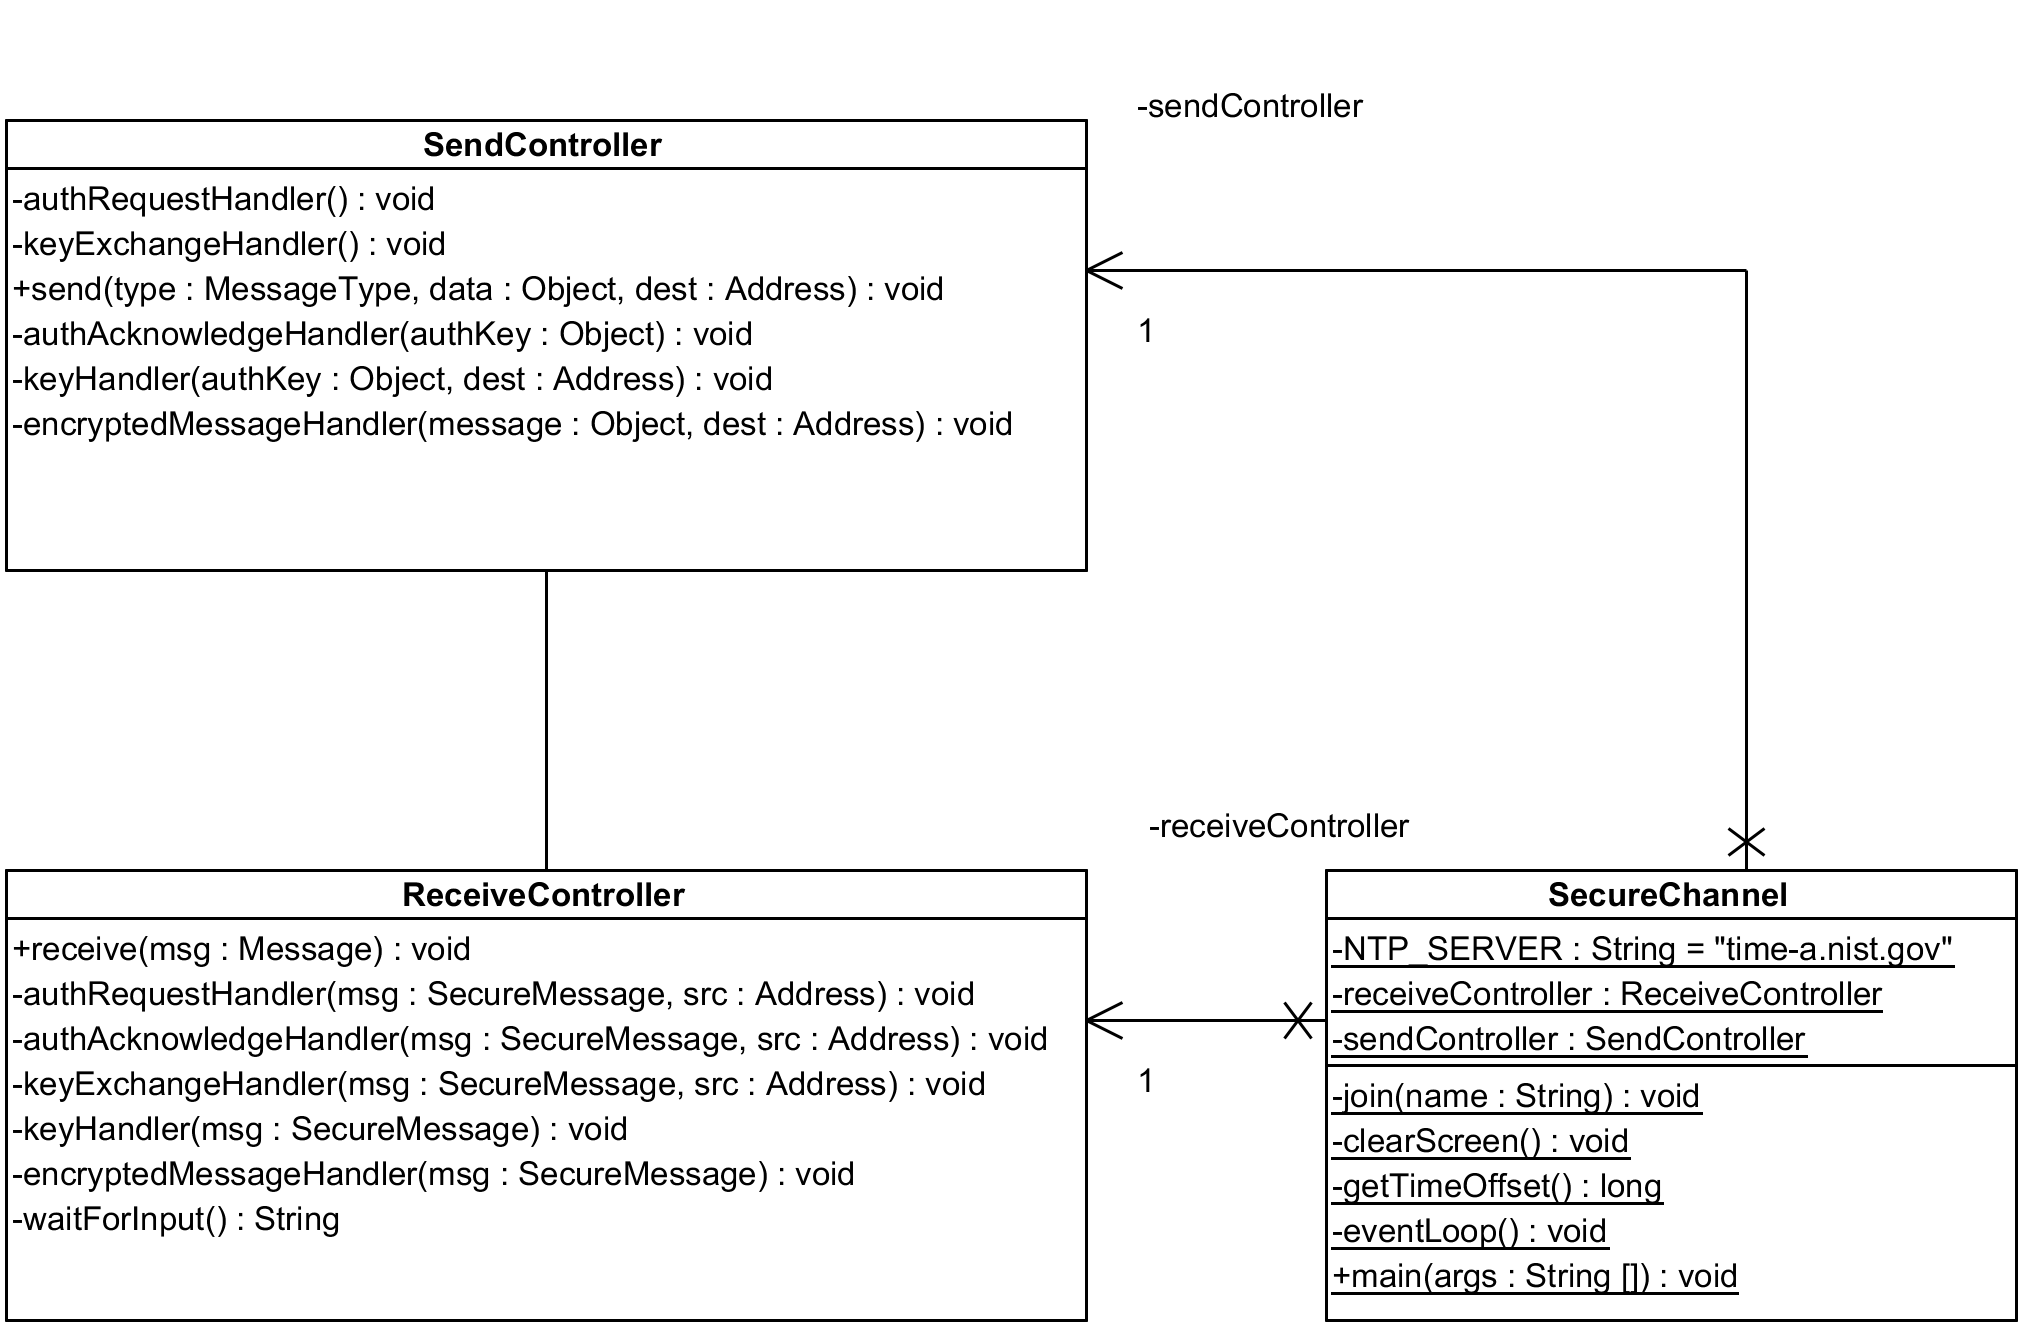 -sendController
SendController
-authRequestHandler() : void
-keyExchangeHandler() : void
+send(type : MessageType, data : Object, dest : Address) : void
-authAcknowledgeHandler(authKey : Object) : void
-keyHandler(authKey : Object, dest : Address) : void
-encryptedMessageHandler(message : Object, dest : Address) : void
1
-receiveController
ReceiveController
+receive(msg : Message) : void
-authRequestHandler(msg : SecureMessage, src : Address) : void
-authAcknowledgeHandler(msg : SecureMessage, src : Address) : void
-keyExchangeHandler(msg : SecureMessage, src : Address) : void
-keyHandler(msg : SecureMessage) : void
-encryptedMessageHandler(msg : SecureMessage) : void
-waitForInput() : String
1
SecureChannel
-NTP_SERVER : String = "time-a.nist.gov"
-receiveController : ReceiveController
-sendController : SendController
-join(name : String) : void
-clearScreen() : void
-getTimeOffset() : long
-eventLoop() : void
+main(args : String []) : void